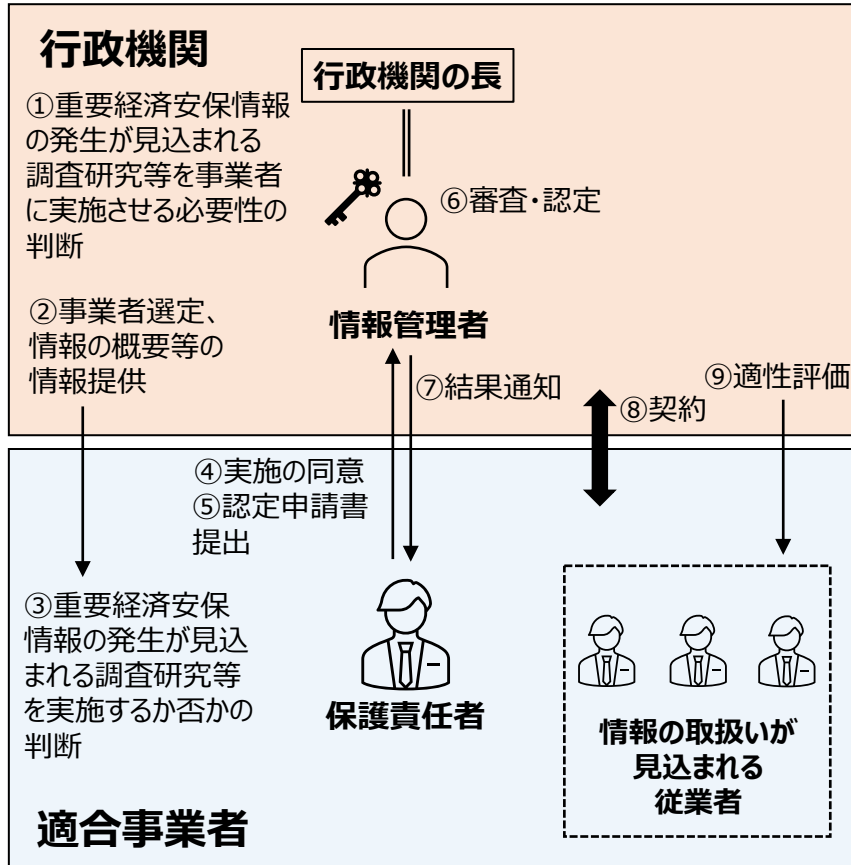 行政機関
行政機関の長
①重要経済安保情報
の発生が見込まれる
調査研究等を事業者
に実施させる必要性の
判断
⑥審査・認定
②事業者選定、
情報の概要等の
情報提供
情報管理者
⑦結果通知
⑧契約
⑨適性評価
④実施の同意
⑤認定申請書
提出
③重要経済安保
情報の発生が見込
まれる調査研究等
を実施するか否かの
判断
保護責任者
情報の取扱いが
見込まれる
従業者
適合事業者